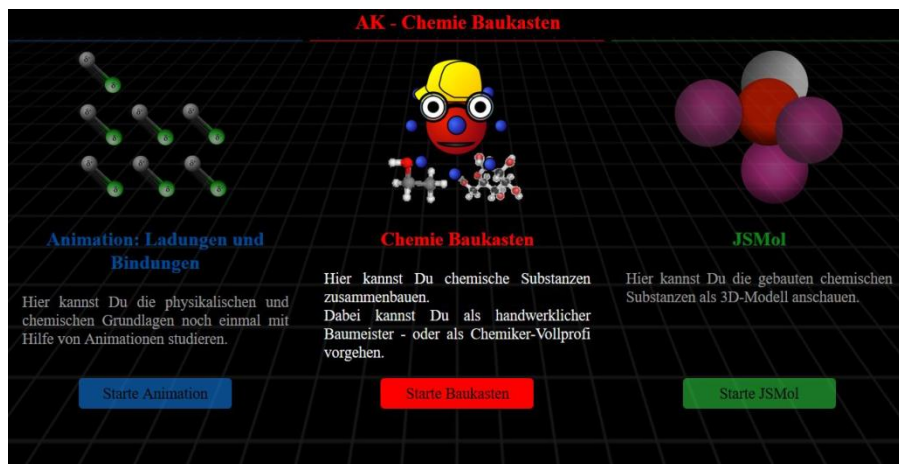 AK - Chemie Baukasten
Animation: Ladungen und
Bindungen
Hier kannst Du die physikalischen und
chemischen Grundlagen noch einmal mit
Hilfe von Animationen studieren.
Starte Animation
Chemie Baukasten
Hier kannst Du chemische Substanzen
zusammenbauen.
Dabei kannst Du als handwerklicher
Baumeister - oder als Chemiker-Vollprofi
vorgehen.
Starte Baukasten
JSMol
Hier kannst Du die gebauten chemischen
Substanzen als 3D-Modell anschauen.
Starte JSMol